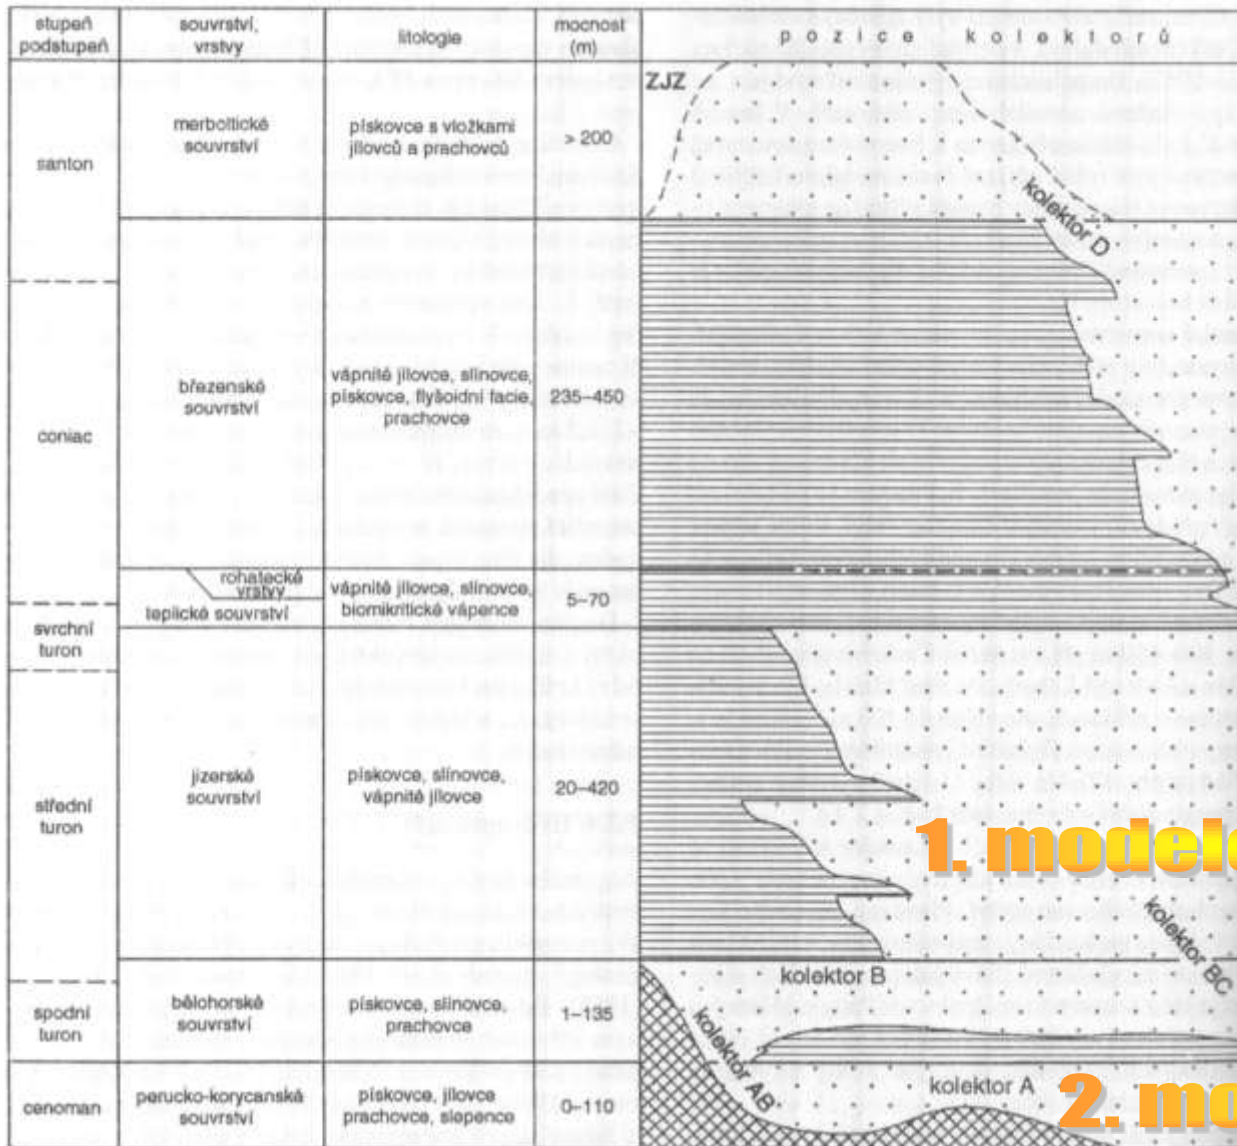 stupeň
podstupeň
souvrství,
vrstvy
litologie
mocnost
(m)
pozice kolektorů
ZJZ
santon
merboltické
souvrství
pískovce s vložkami
jílovců a prachovců
> 200
kolektor D
coniac
březenské
souvrství
vápnité jílovce, slínovce,
pískovce, flyšoidní facie,
prachovce
235–450
rohatecké
vrstvy
teplické souvrství
vápnité jílovce, slínovce,
biomikritické vápence
5–70
svrchní
turon
střední
turon
jizerské
souvrství
pískovce, slínovce,
vápnité jílovce
20–420
1. modelo
kolektor BC
spodní
turon
bělohorské
souvrství
pískovce, slínovce,
prachovce
1–135
kolektor B
kolektor AB
cenoman
perucko-korycanské
souvrství
pískovce, jílovce
prachovce, slepence
0–110
kolektor A
2. mo